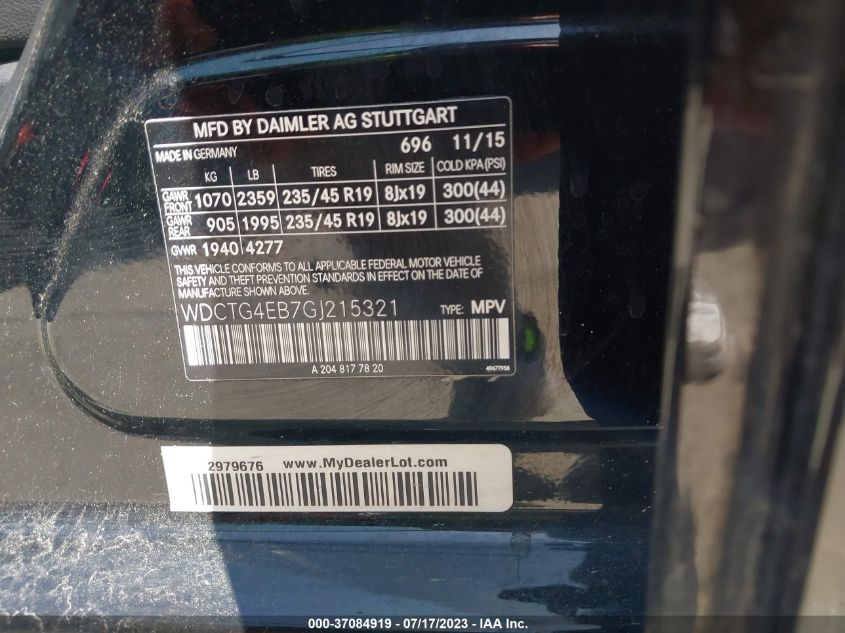 MFD BY DAIMLER AG STUTTGART
MADE IN GERMANY 696 11/15
KG LB TIRES RIM SIZE COLD KPA(PSI)
GAWR FRONT 1070 2359 235/45 R19 8Jx19 300(44)
GAWR REAR 905 1995 235/45 R19 8Jx19 300(44)
GVWR 1940 4277
THIS VEHICLE CONFORMS TO ALL APPLICABLE FEDERAL MOTOR VEHICLE
SAFETY AND THEFT PREVENTION STANDARDS IN EFFECT ON THE DATE OF
MANUFACTURE SHOWN ABOVE.
WDCTG4EB7GJ215321 TYPE: MPV
A 204 817 78 20 49677958
2979676 www.MyDealerLot.com
000-37084919 - 07/17/2023 - IAA Inc.